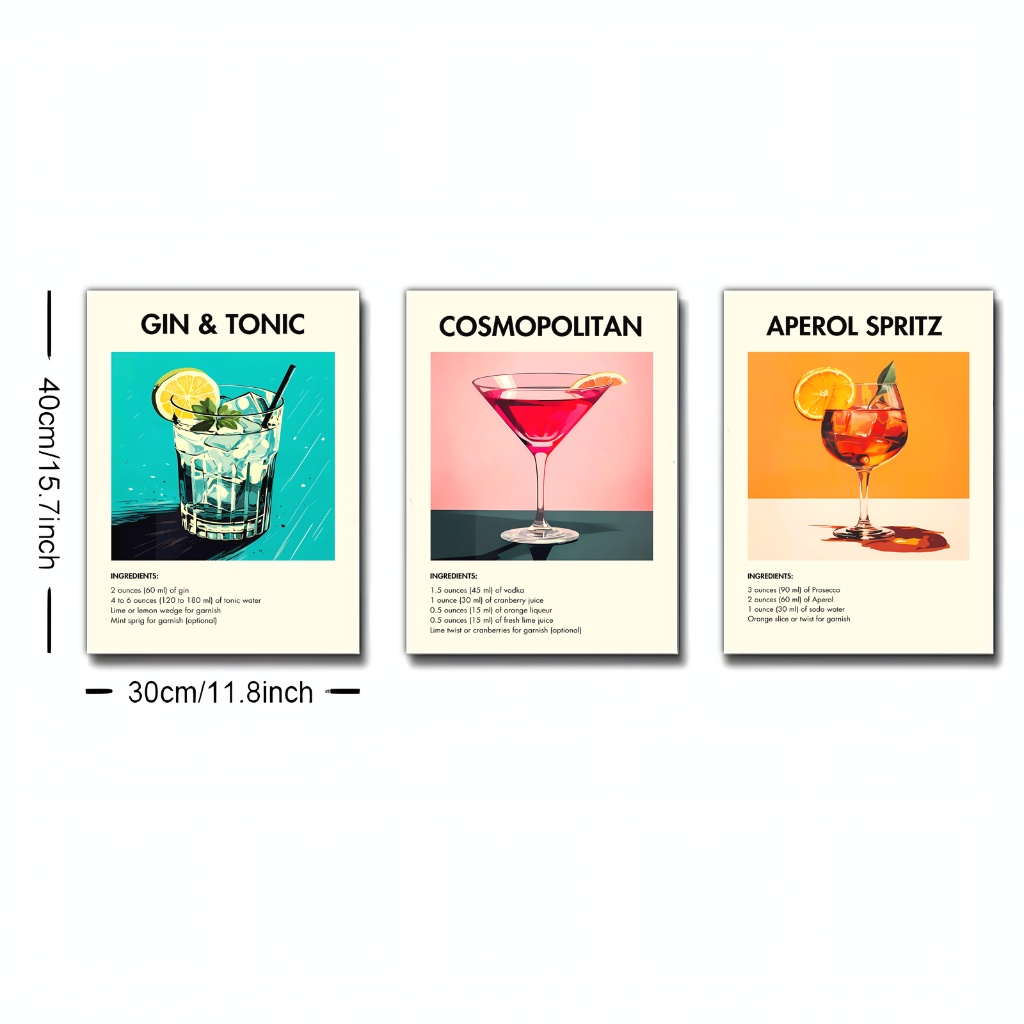 GIN & TONIC
INGREDIENTS:
2 ounces (60 ml) of gin
4 to 6 ounces (120 to 180 ml) of tonic water
Lime or lemon wedge for garnish
Mint sprig for garnish (optional)
COSMOPOLITAN
INGREDIENTS:
1.5 ounces (45 ml) of vodka
1 ounce (30 ml) of cranberry juice
0.5 ounces (15 ml) of orange liqueur
0.5 ounces (15 ml) of fresh lime juice
Lime twist or cranberries for garnish (optional)
APEROL SPRITZ
INGREDIENTS:
3 ounces (90 ml) of Prosecco
2 ounces (60 ml) of Aperol
1 ounce (30 ml) of soda water
Orange slice or twist for garnish
40cm/15.7inch
30cm/11.8inch